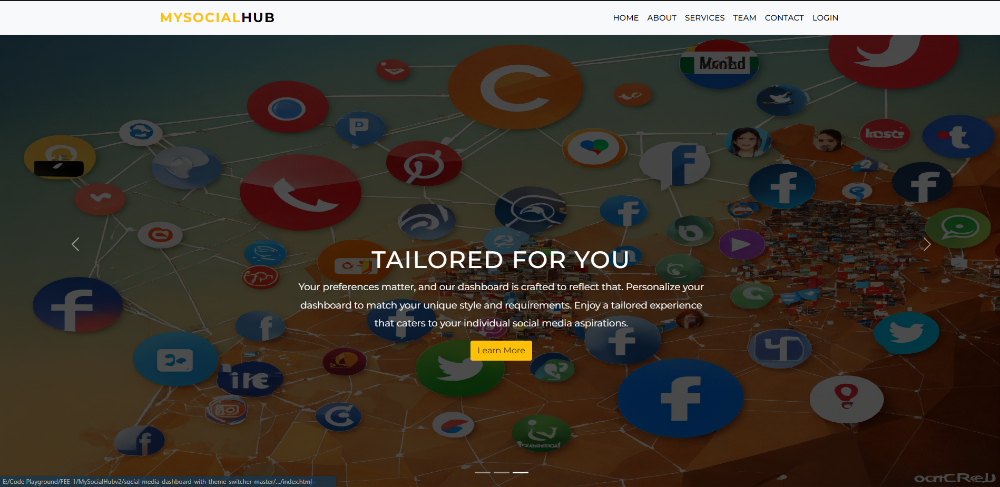 MYSOCIALHUB
HOME ABOUT SERVICES TEAM CONTACT LOGIN
TAILORED FOR YOU
Your preferences matter, and our dashboard is crafted to reflect that. Personalize your
dashboard to match your unique style and requirements. Enjoy a tailored experience
that caters to your individual social media aspirations.
Learn More
E:/Code Playground/FEE-1/MySocialHubv2/social-media-dashboard-with-theme-switcher-master/.../index.html